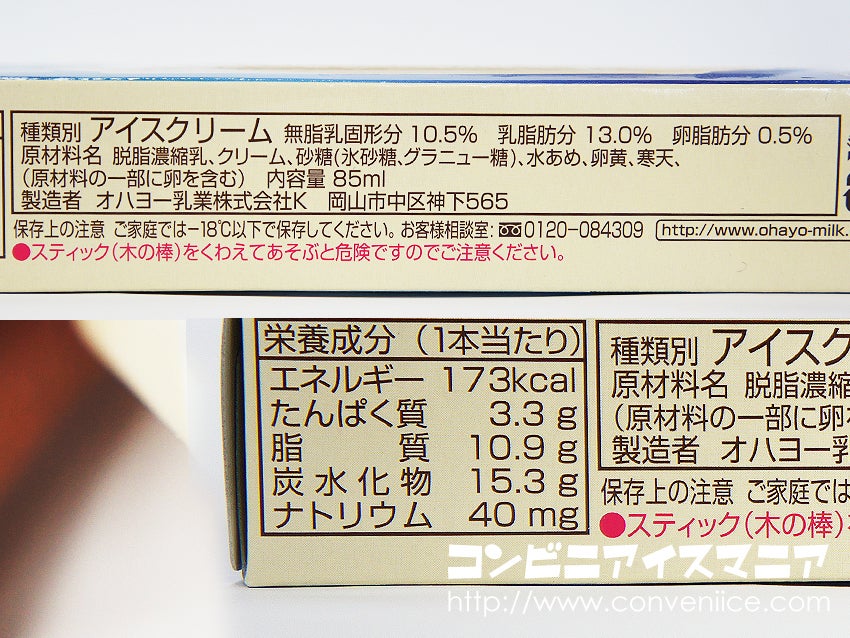 種類別 アイスクリーム 無脂乳固形分 10.5% 乳脂肪分 13.0% 卵脂肪分 0.5%
原材料名 脱脂濃縮乳、クリーム、砂糖(氷砂糖、グラニュー糖)、水あめ、卵黄、寒天、
(原材料の一部に卵を含む) 内容量 85ml
製造者 オハヨー乳業株式会社K 岡山市中区神下565
保存上の注意 ご家庭では−18℃以下で保存してください。お客様相談室: 0120-084309 http://www.ohayo-milk.
●スティック(木の棒)をくわえてあそぶと危険ですのでご注意ください。
栄養成分 (1本当たり)
エネルギー 173kcal
たんぱく質 3.3 g
脂質 10.9 g
炭水化物 15.3 g
ナトリウム 40 mg
種類別 アイスク
原材料名 脱脂濃縮
(原材料の一部に卵
製造者 オハヨー乳
保存上の注意 ご家庭では
●スティック(木の棒)
コンビニアイスマニア
http://www.conveniice.com